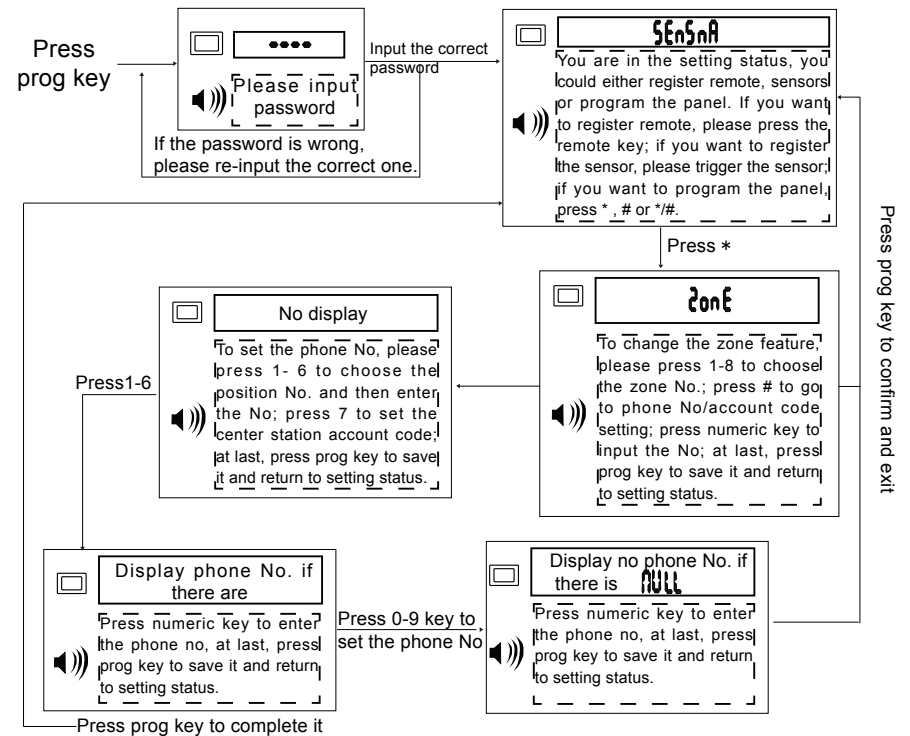 Press
prog key
●●●●
Please input
password
Input the correct
password
If the password is wrong,
please re-input the correct one.
SEnSnA
You are in the setting status, you
could either register remote, sensors
or program the panel. If you want
to register remote, please press the
remote key; if you want to register
the sensor, please trigger the sensor;
if you want to program the panel,
press * , # or */#.
Press *
Press prog key to confirm and exit
ZonE
To change the zone feature,
please press 1-8 to choose
the zone No.; press # to go
to phone No/account code
setting; press numeric key to
input the No; at last, press
prog key to save it and return
to setting status.
No display
To set the phone No, please
press 1- 6 to choose the
position No. and then enter
the No; press 7 to set the
center station account code;
at last, press prog key to save
it and return to setting status.
Press1-6
Display phone No. if
there are
Press numeric key to enter
the phone no, at last, press
prog key to save it and return
to setting status.
Press 0-9 key to
set the phone No
Display no phone No. if
there is NULL
Press numeric key to enter
the phone no, at last, press
prog key to save it and return
to setting status.
Press prog key to complete it